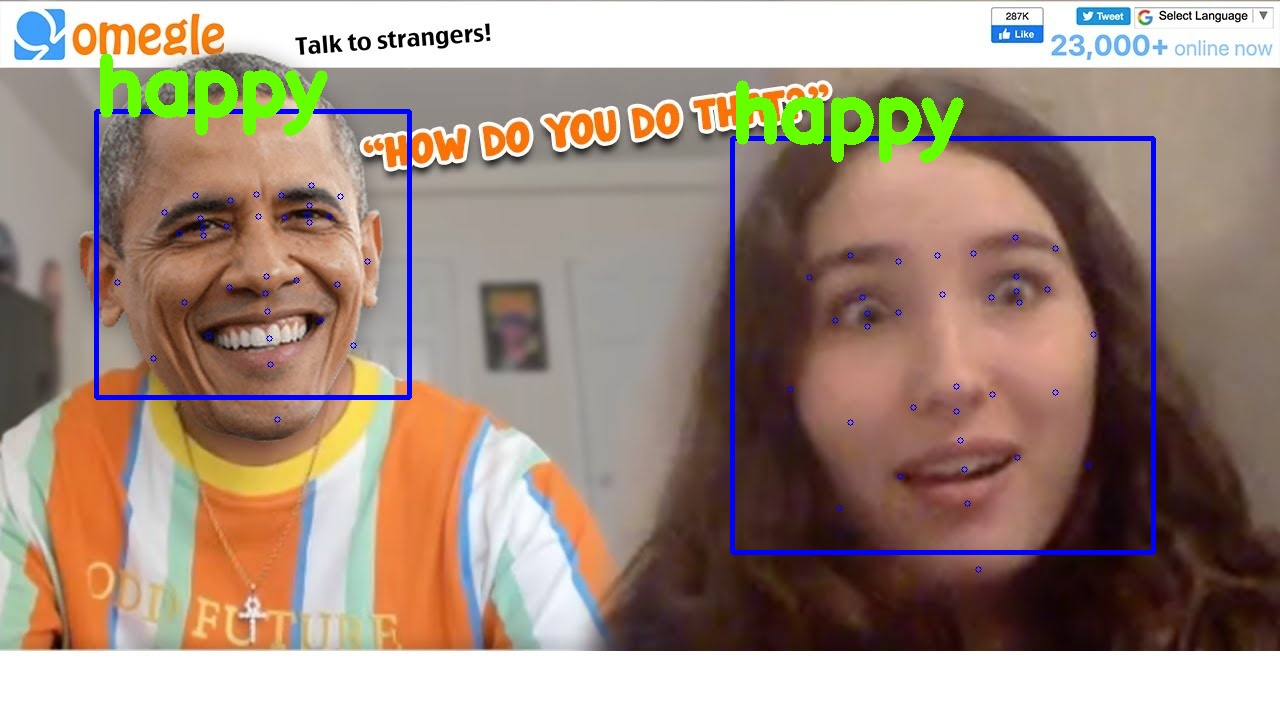 omegle
Talk to strangers!
287K
Like
Tweet
Select Language
23,000+ online now
happy
"HOW DO YOU DO THAT?"
happy
ODD FUTURE